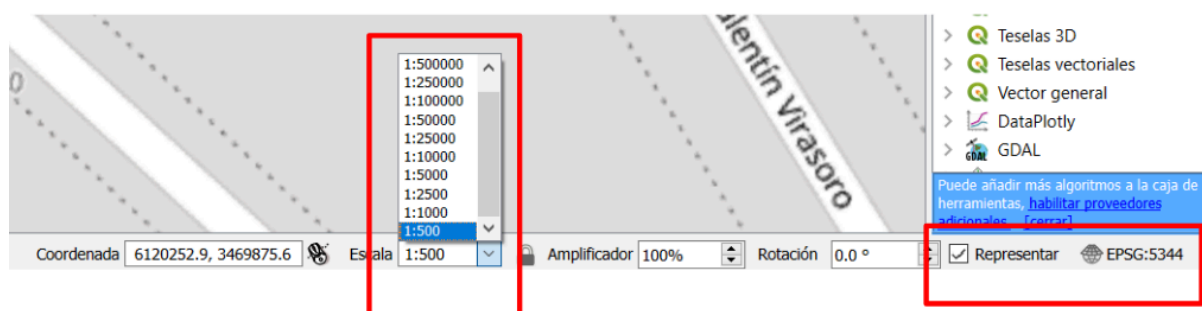 alentín Virasoro
0
1:500000
1:250000
1:100000
1:50000
1:25000
1:10000
1:5000
1:2500
1:1000
1:500
Teselas 3D
Teselas vectoriales
Vector general
DataPlotly
GDAL
GDAL
Puede añadir más algoritmos a la caja de
herramientas, habilitar proveedores
adicionales. [cerrar]
Coordenada 6120252.9, 3469875.6 Escala 1:500 Amplificador 100% Rotación 0.0 ° Representar EPSG:5344